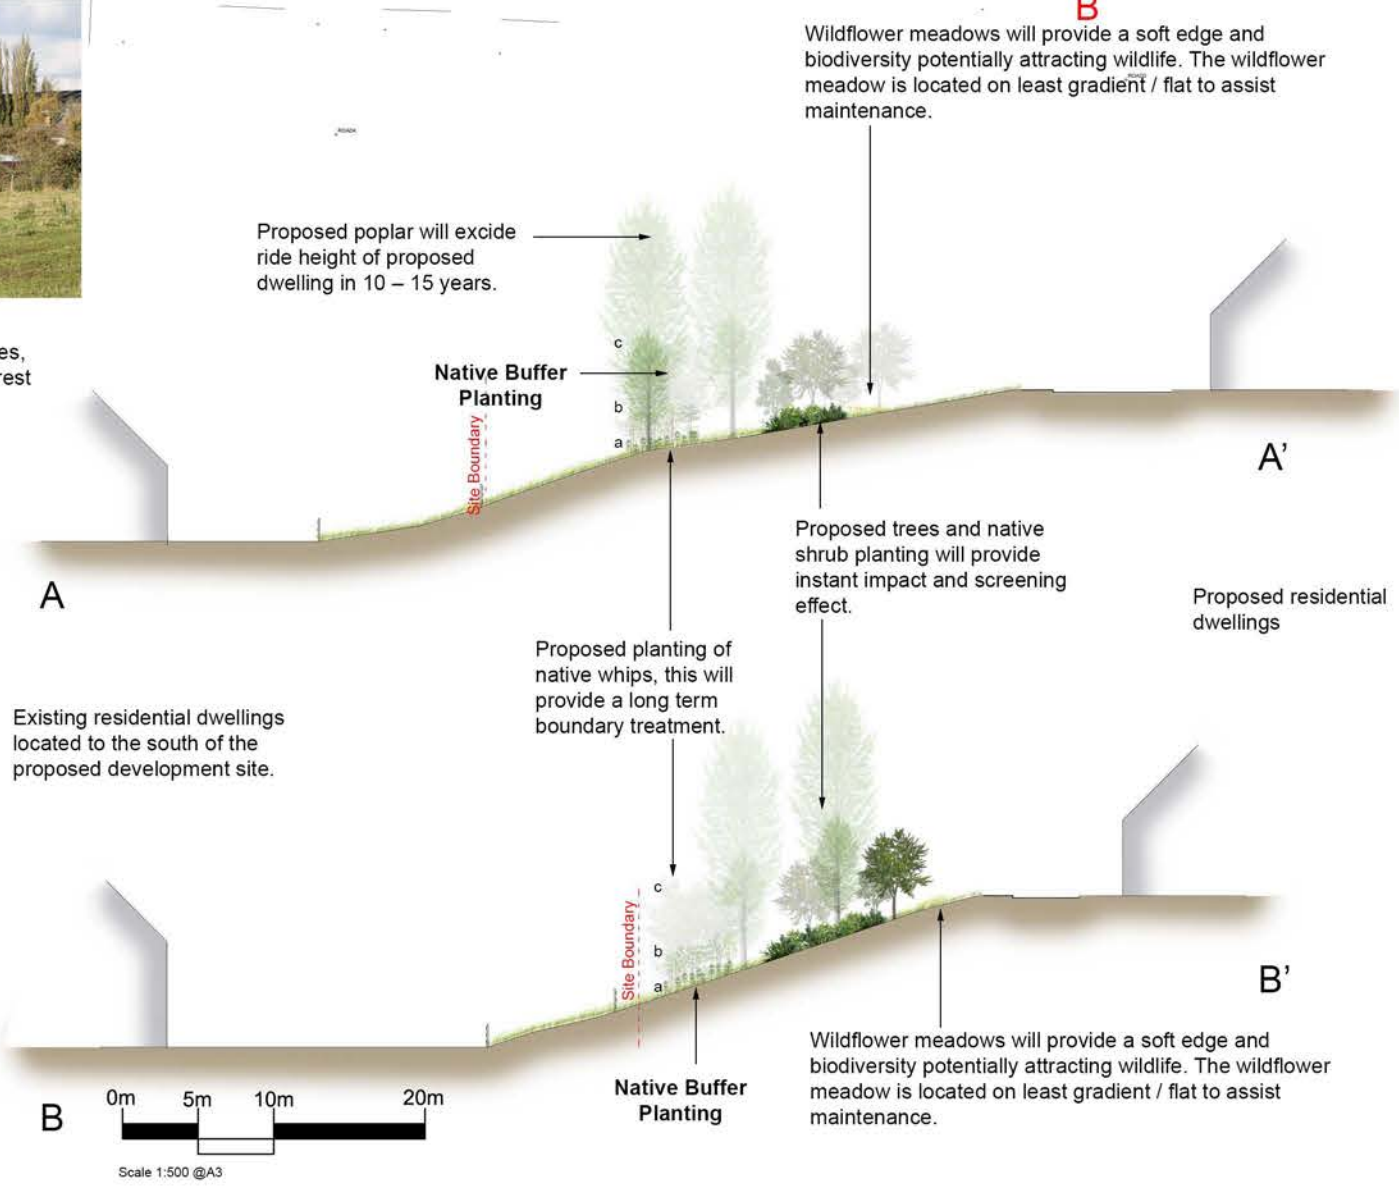 B
Wildflower meadows will provide a soft edge and
biodiversity potentially attracting wildlife. The wildflower
meadow is located on least gradient / flat to assist
maintenance.
Proposed poplar will excide
ride height of proposed
dwelling in 10 – 15 years.
es,
rest
c
Native Buffer
Planting
b
a
Site Boundary
A'
A
Proposed trees and native
shrub planting will provide
instant impact and screening
effect.
Proposed residential
dwellings
Proposed planting of
native whips, this will
provide a long term
boundary treatment.
Existing residential dwellings
located to the south of the
proposed development site.
c
b
a
Site Boundary
B'
Wildflower meadows will provide a soft edge and
biodiversity potentially attracting wildlife. The wildflower
meadow is located on least gradient / flat to assist
maintenance.
Native Buffer
Planting
B
0m 5m 10m 20m
Scale 1:500 @A3